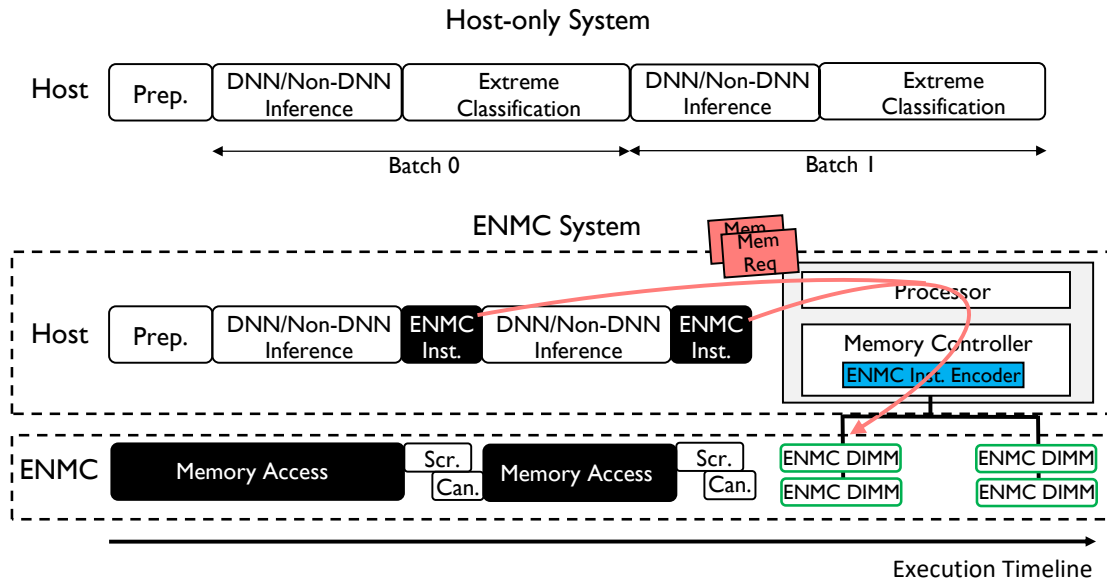 Host-only System
Host
Prep.
DNN/Non-DNN
Inference
Extreme
Classification
DNN/Non-DNN
Inference
Extreme
Classification
Batch 0
Batch 1
ENMC System
Mem
Mem
Req
Host
Prep.
DNN/Non-DNN
Inference
ENMC
Inst.
DNN/Non-DNN
Inference
ENMC
Inst.
Processor
Memory Controller
ENMC Inst. Encoder
ENMC
Memory Access
Scr.
Can.
Memory Access
Scr.
Can.
ENMC DIMM
ENMC DIMM
ENMC DIMM
ENMC DIMM
Execution Timeline